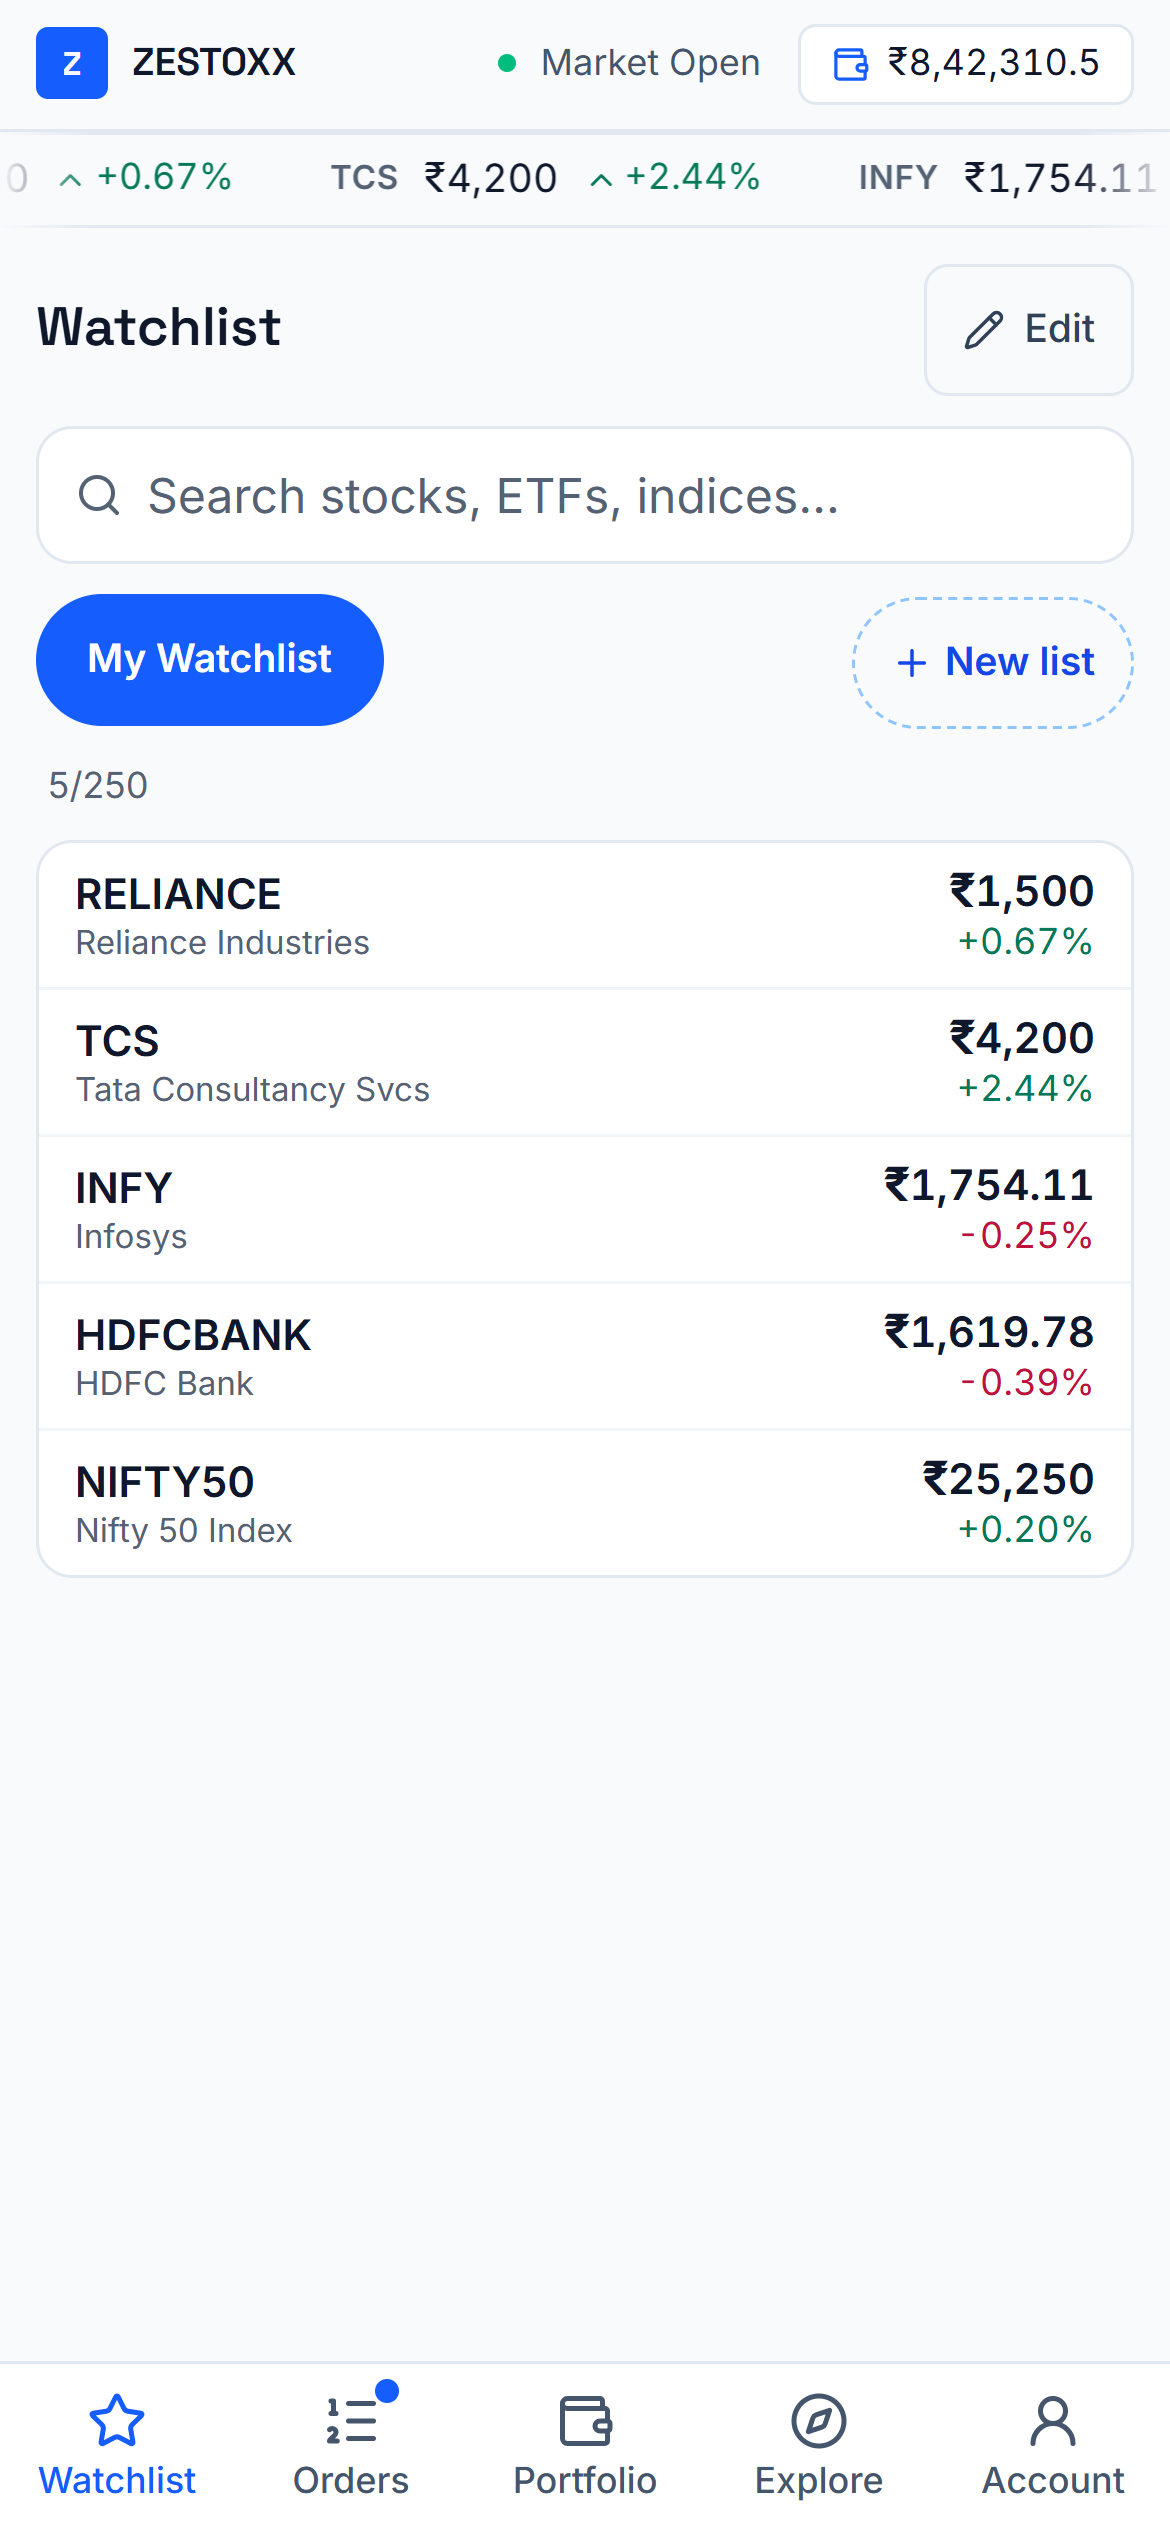 Z ZESTOXX Market Open ₹8,42,310.5
0 +0.67% TCS ₹4,200 +2.44% INFY ₹1,754.11
Watchlist Edit
Search stocks, ETFs, indices...
My Watchlist + New list
5/250
RELIANCE ₹1,500
Reliance Industries +0.67%
TCS ₹4,200
Tata Consultancy Svcs +2.44%
INFY ₹1,754.11
Infosys -0.25%
HDFCBANK ₹1,619.78
HDFC Bank -0.39%
NIFTY50 ₹25,250
Nifty 50 Index +0.20%
Watchlist Orders Portfolio Explore Account